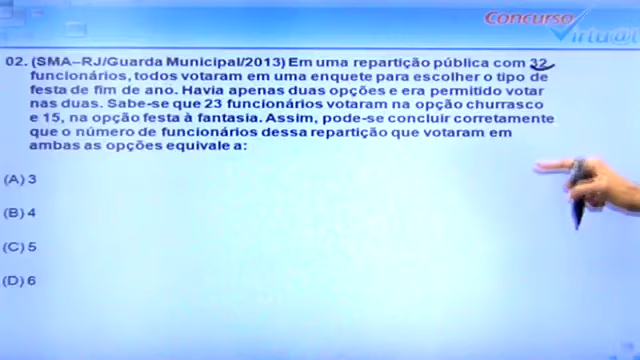 Concurso
Virtual
02. (SMA–RJ/Guarda Municipal/2013) Em uma repartição pública com 32
funcionários, todos votaram em uma enquete para escolher o tipo de
festa de fim de ano. Havia apenas duas opções e era permitido votar
nas duas. Sabe-se que 23 funcionários votaram na opção churrasco
e 15, na opção festa à fantasia. Assim, pode-se concluir corretamente
que o número de funcionários dessa repartição que votaram em
ambas as opções equivale a:
(A) 3
(B) 4
(C) 5
(D) 6